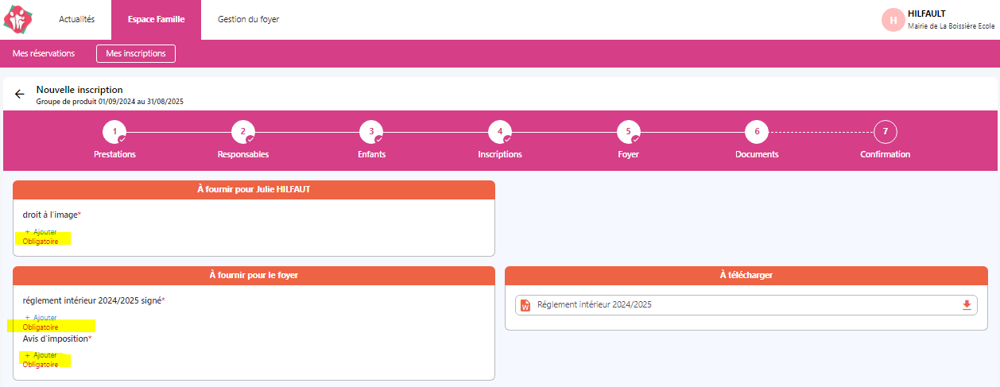 Actualités
Espace Famille
Gestion du foyer
H
HILFAULT
Mairie de La Boissière Ecole
Mes réservations
Mes inscriptions
Nouvelle inscription
Groupe de produit 01/09/2024 au 31/08/2025
1
2
3
4
5
6
7
Prestations
Responsables
Enfants
Inscriptions
Foyer
Documents
Confirmation
À fournir pour Julie HILFAUT
droit à l'image*
+ Ajouter
Obligatoire
À fournir pour le foyer
réglement intérieur 2024/2025 signé*
+ Ajouter
Obligatoire
Avis d'imposition*
+ Ajouter
Obligatoire
À télécharger
W
Réglement intérieur 2024/2025